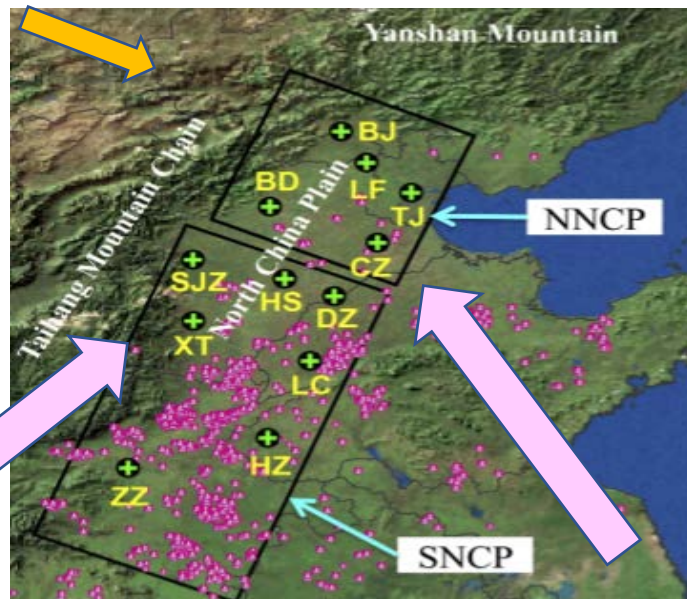 Yanshan Mountain
Taihang Mountain Chain
North China Plain
BJ
LF
BD
TJ
NNCP
CZ
SJZ
HS
DZ
XT
LC
HZ
ZZ
SNCP